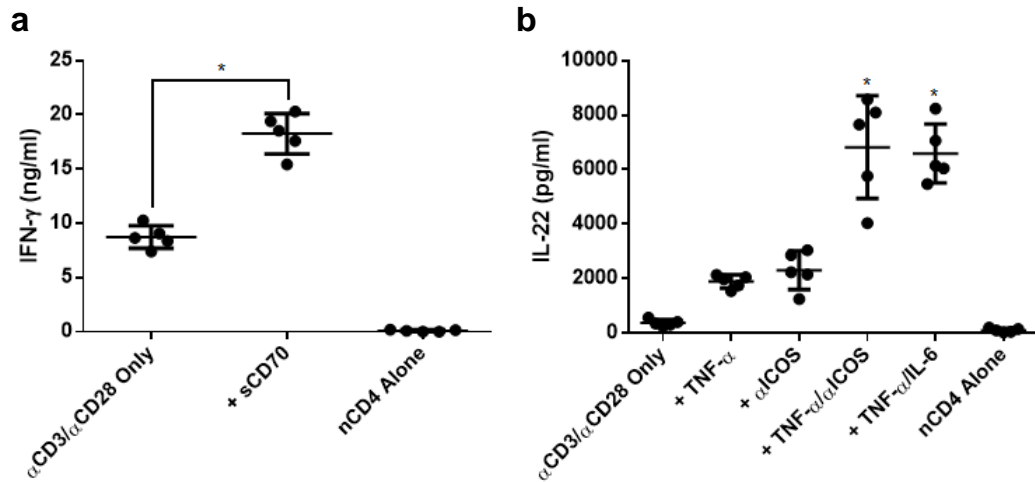 a
IFN-γ (ng/ml)
25
20
15
10
5
0
*
αCD3/αCD28 Only
+ sCD70
nCD4 Alone
b
IL-22 (pg/ml)
10000
8000
6000
4000
2000
0
*
*
αCD3/αCD28 Only
+ TNF-α
+ αICOS
+ TNF-α/αICOS
+ TNF-α/IL-6
nCD4 Alone